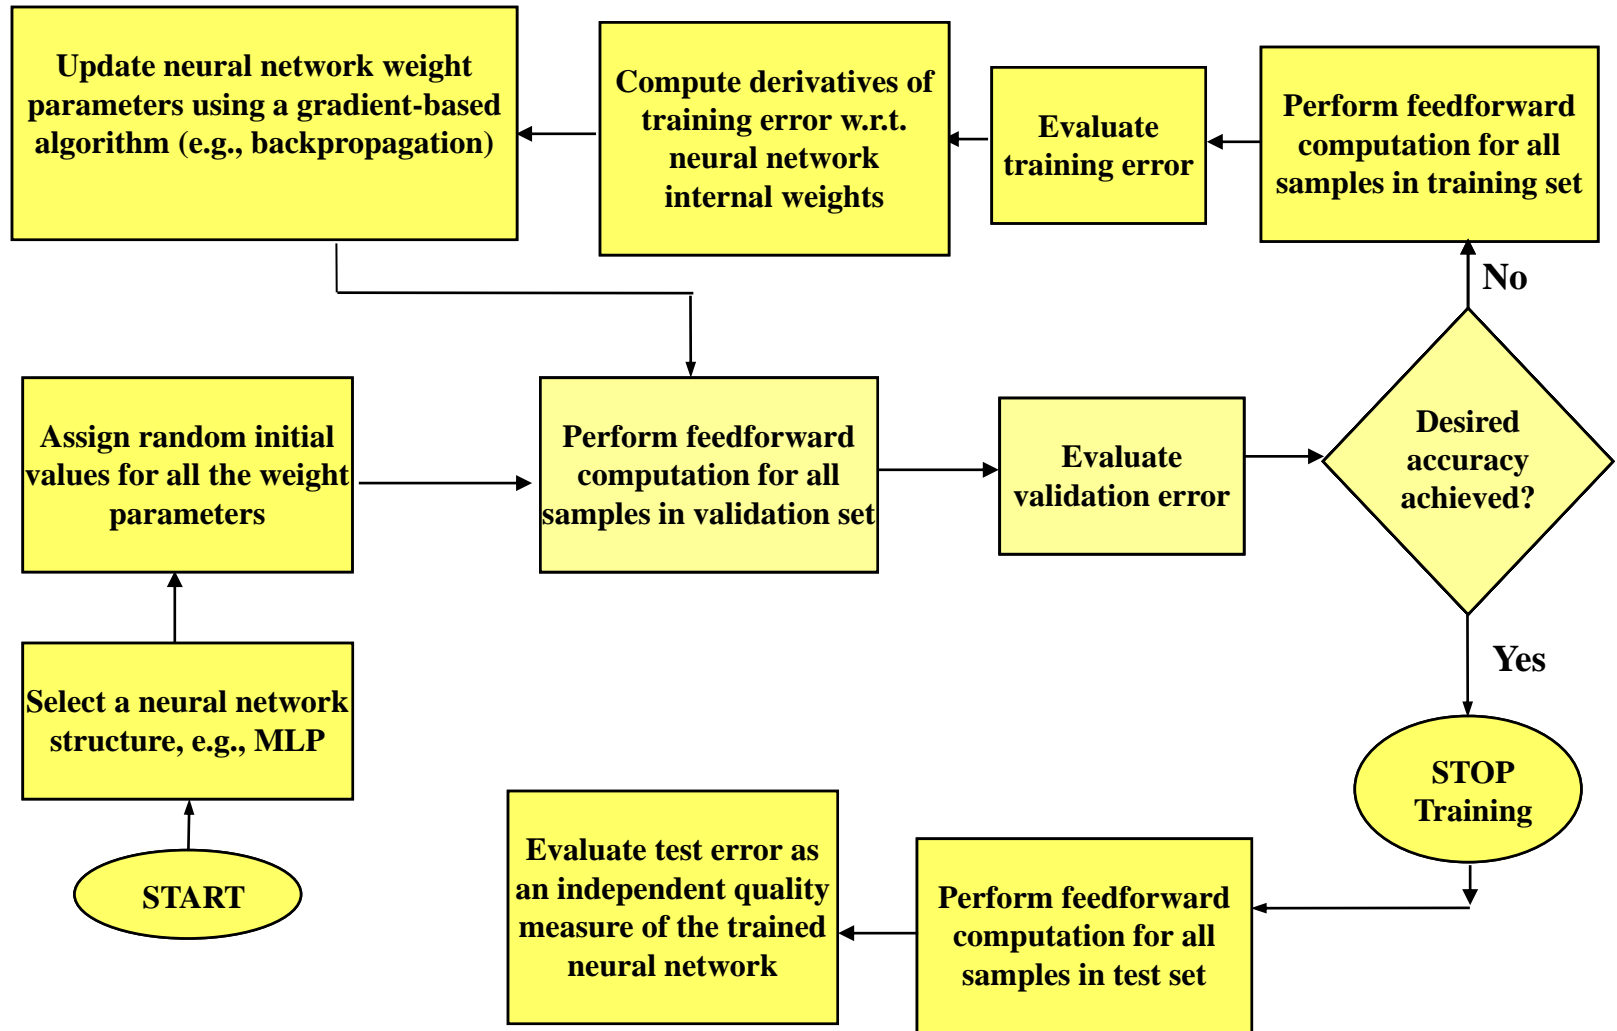 Update neural network weight
parameters using a gradient-based
algorithm (e.g., backpropagation)
Compute derivatives of
training error w.r.t.
neural network
internal weights
Evaluate
training error
Perform feedforward
computation for all
samples in training set
No
Assign random initial
values for all the weight
parameters
Perform feedforward
computation for all
samples in validation set
Evaluate
validation error
Desired
accuracy
achieved?
Yes
Select a neural network
structure, e.g., MLP
START
STOP
Training
Evaluate test error as
an independent quality
measure of the trained
neural network
Perform feedforward
computation for all
samples in test set